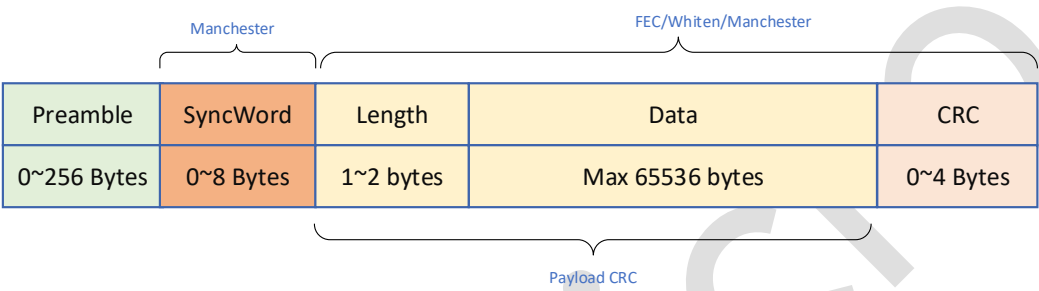 Manchester
FEC/Whiten/Manchester
Preamble SyncWord Length Data CRC
0~256 Bytes 0~8 Bytes 1~2 bytes Max 65536 bytes 0~4 Bytes
Payload CRC